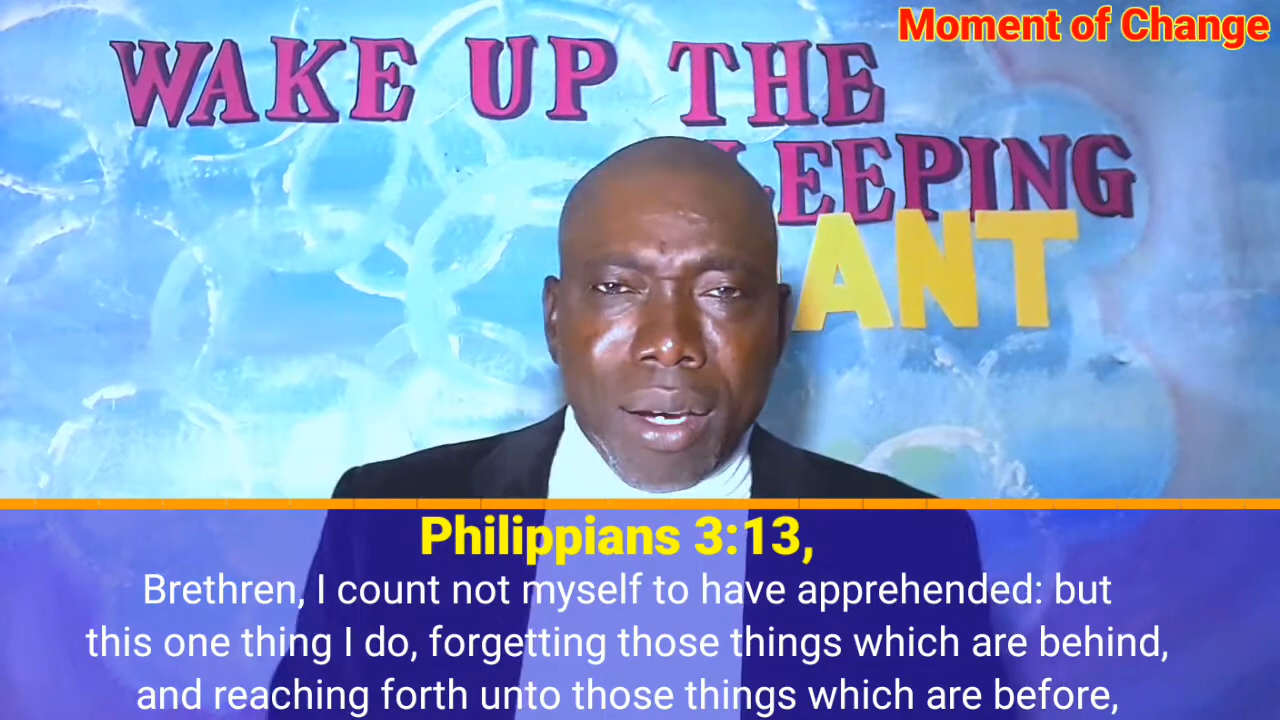 Moment of Change
WAKE UP THE
LEEPING
ANT
Philippians 3:13,
Brethren, I count not myself to have apprehended: but
this one thing I do, forgetting those things which are behind,
and reaching forth unto those things which are before,